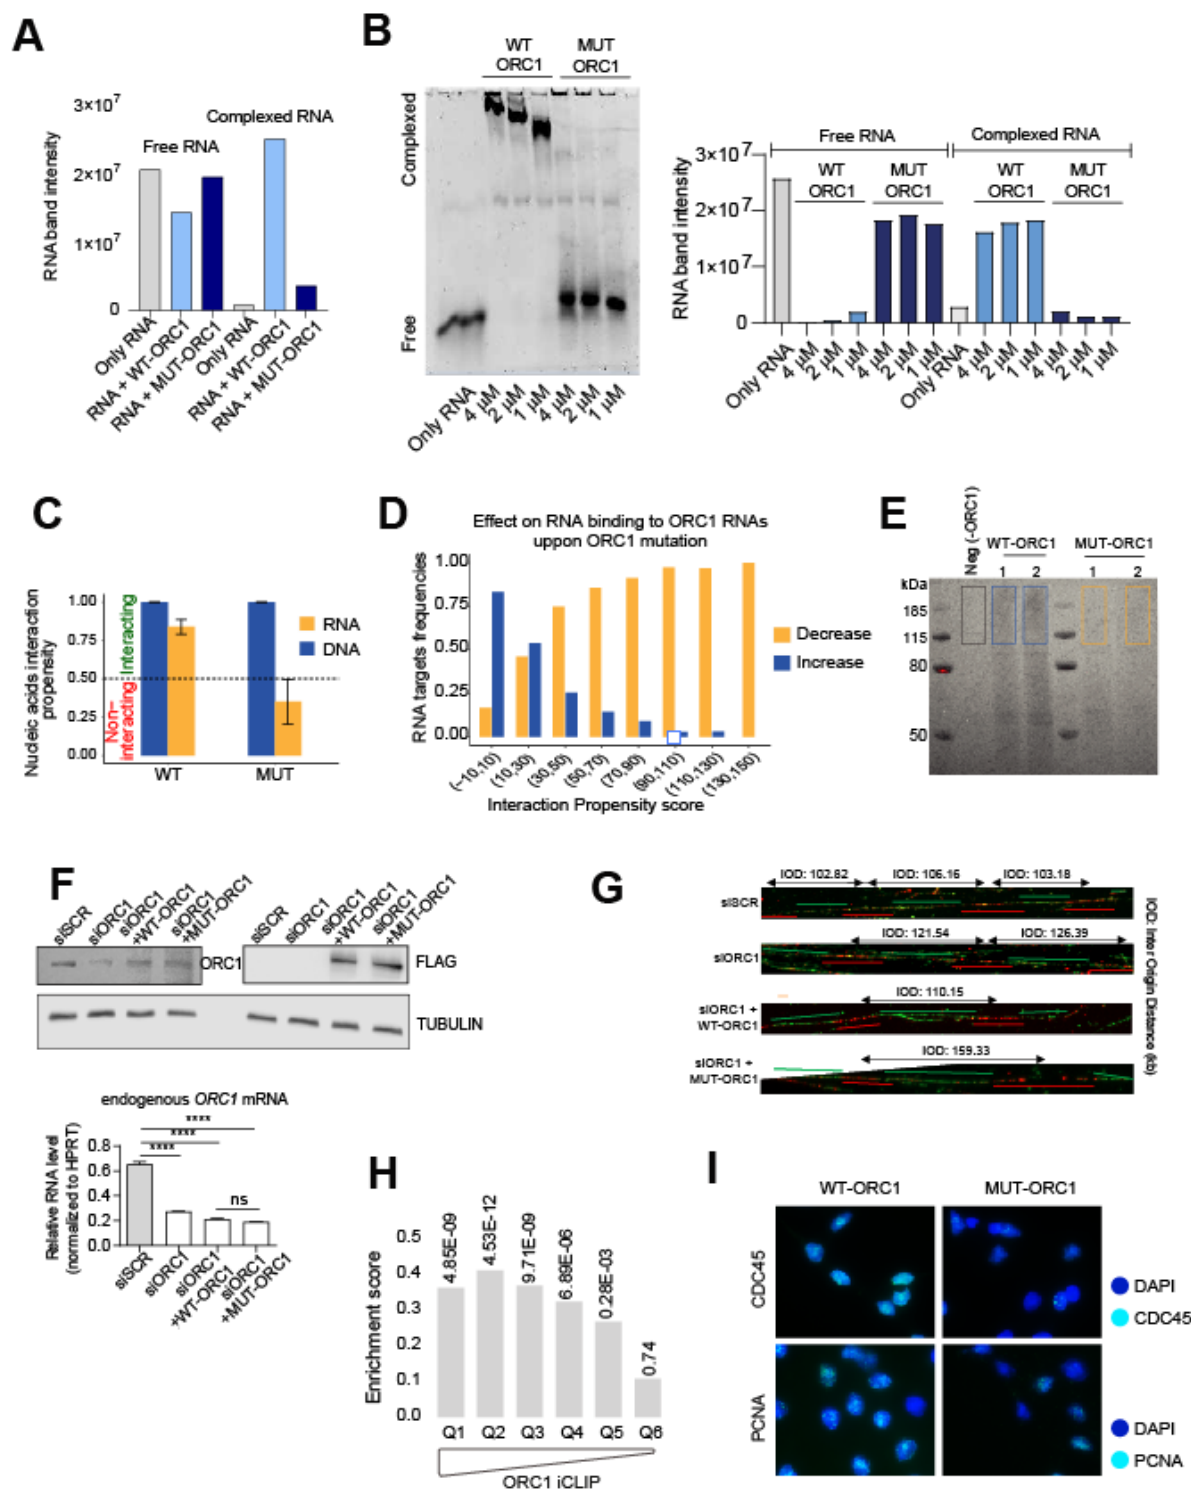 A
3×10⁷
2×10⁷
1×10⁷
0
RNA band intensity
Free RNA
Complexed RNA
Only RNA
RNA + WT-ORC1
RNA + MUT-ORC1
Only RNA
RNA + WT-ORC1
RNA + MUT-ORC1
B
WT
ORC1
MUT
ORC1
Complexed
Free
Only RNA
4 µM
2 µM
1 µM
4 µM
2 µM
1 µM
Free RNA
Complexed RNA
WT
ORC1
MUT
ORC1
WT
ORC1
MUT
ORC1
RNA band intensity
3×10⁷
2×10⁷
1×10⁷
0
Only RNA
4 µM
2 µM
1 µM
4 µM
2 µM
1 µM
Only RNA
4 µM
2 µM
1 µM
4 µM
2 µM
1 µM
C
Nucleic acids interaction
propensity
1.00
0.75
0.50
0.25
0.00
Interacting
Non-
interacting
WT
MUT
RNA
DNA
D
Effect on RNA binding to ORC1 RNAs
uppon ORC1 mutation
RNA targets frequencies
1.00
0.75
0.50
0.25
0.00
(−10,10)
(10,30)
(30,50)
(50,70)
(70,90)
(90,110)
(110,130)
(130,150)
Interaction Propensity score
Decrease
Increase
E
Neg (-ORC1)
WT-ORC1
MUT-ORC1
1
2
1
2
kDa
185
115
80
50
F
siSCR
siORC1
siORC1
+WT-ORC1
siORC1
+MUT-ORC1
ORC1
siSCR
siORC1
siORC1
+WT-ORC1
siORC1
+MUT-ORC1
FLAG
TUBULIN
endogenous ORC1 mRNA
Relative RNA level
(normalized to HPRT)
0.8
0.6
0.4
0.2
0.0
****
****
****
ns
siSCR
siORC1
siORC1
+WT-ORC1
siORC1
+MUT-ORC1
G
IOD: 102.82
IOD: 106.16
IOD: 103.18
siSCR
IOD: 121.54
IOD: 126.39
siORC1
IOD: 110.15
siORC1 +
WT-ORC1
IOD: 159.33
siORC1 +
MUT-ORC1
IOD: Inter Origin Distance (kb)
H
Enrichment score
0.5
0.4
0.3
0.2
0.1
0.0
4.85E-09
4.53E-12
9.71E-09
6.89E-06
0.28E-03
0.74
Q1
Q2
Q3
Q4
Q5
Q6
ORC1 iCLIP
I
WT-ORC1
MUT-ORC1
CDC45
DAPI
CDC45
PCNA
DAPI
PCNA